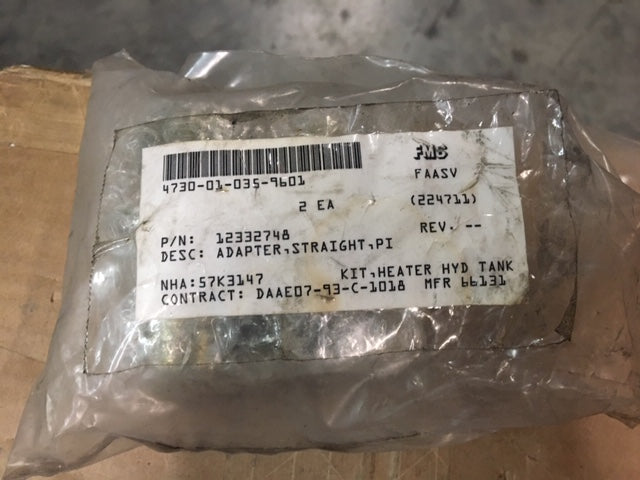 FMC
4730-01-035-9601
FAASV
2 EA
(224711)
P/N: 12332748
REV. --
DESC: ADAPTER,STRAIGHT,PI
NHA:57K3147 KIT,HEATER HYD TANK
CONTRACT: DAAE07-93-C-1018 MFR 66131